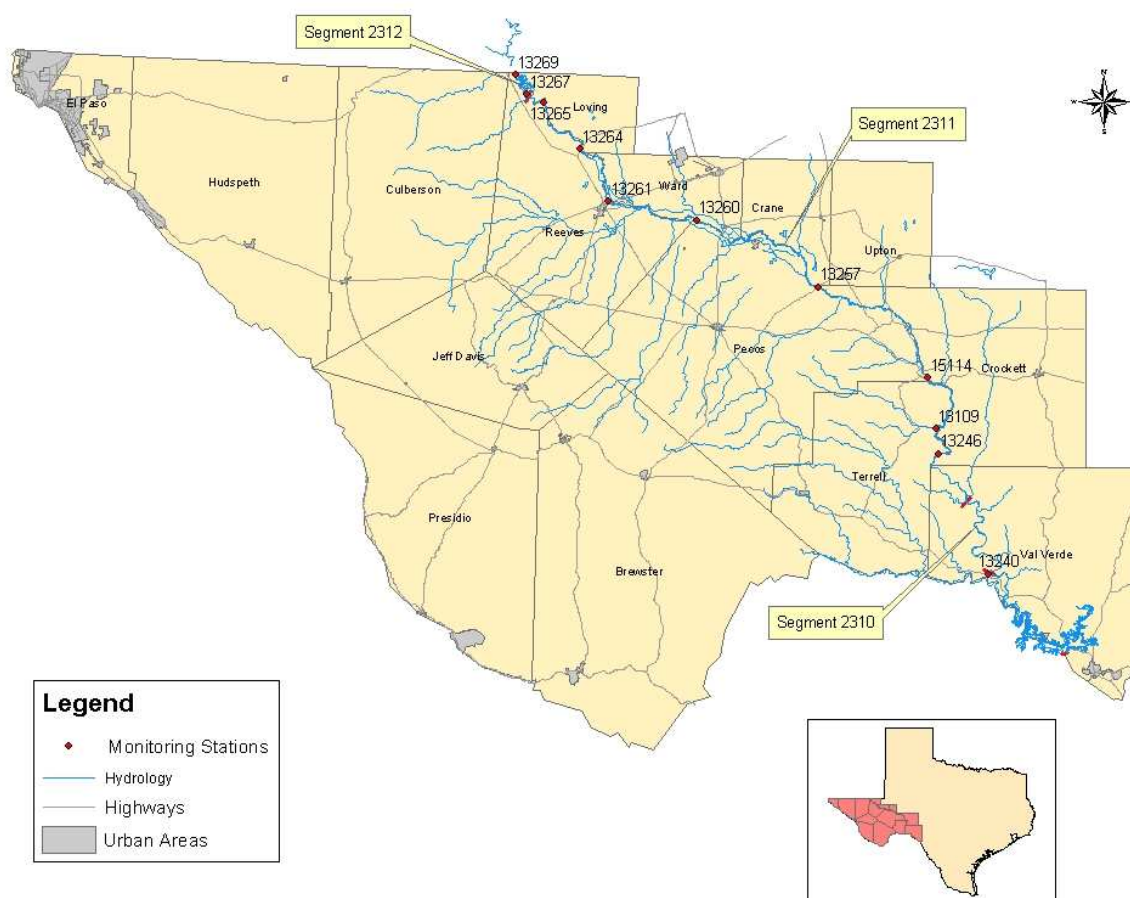 Segment 2312
13269
13267
13265
Loving
El Paso
13264
Segment 2311
Hudspeth
Culberson
13261
Ward
13260
Crane
Reeves
Upton
13257
Jeff Davis
Pecos
15114
Crockett
18109
13246
Terrell
Presidio
Brewster
13240
Val Verde
Segment 2310
N
W
E
S
Legend
Monitoring Stations
Hydrology
Highways
Urban Areas